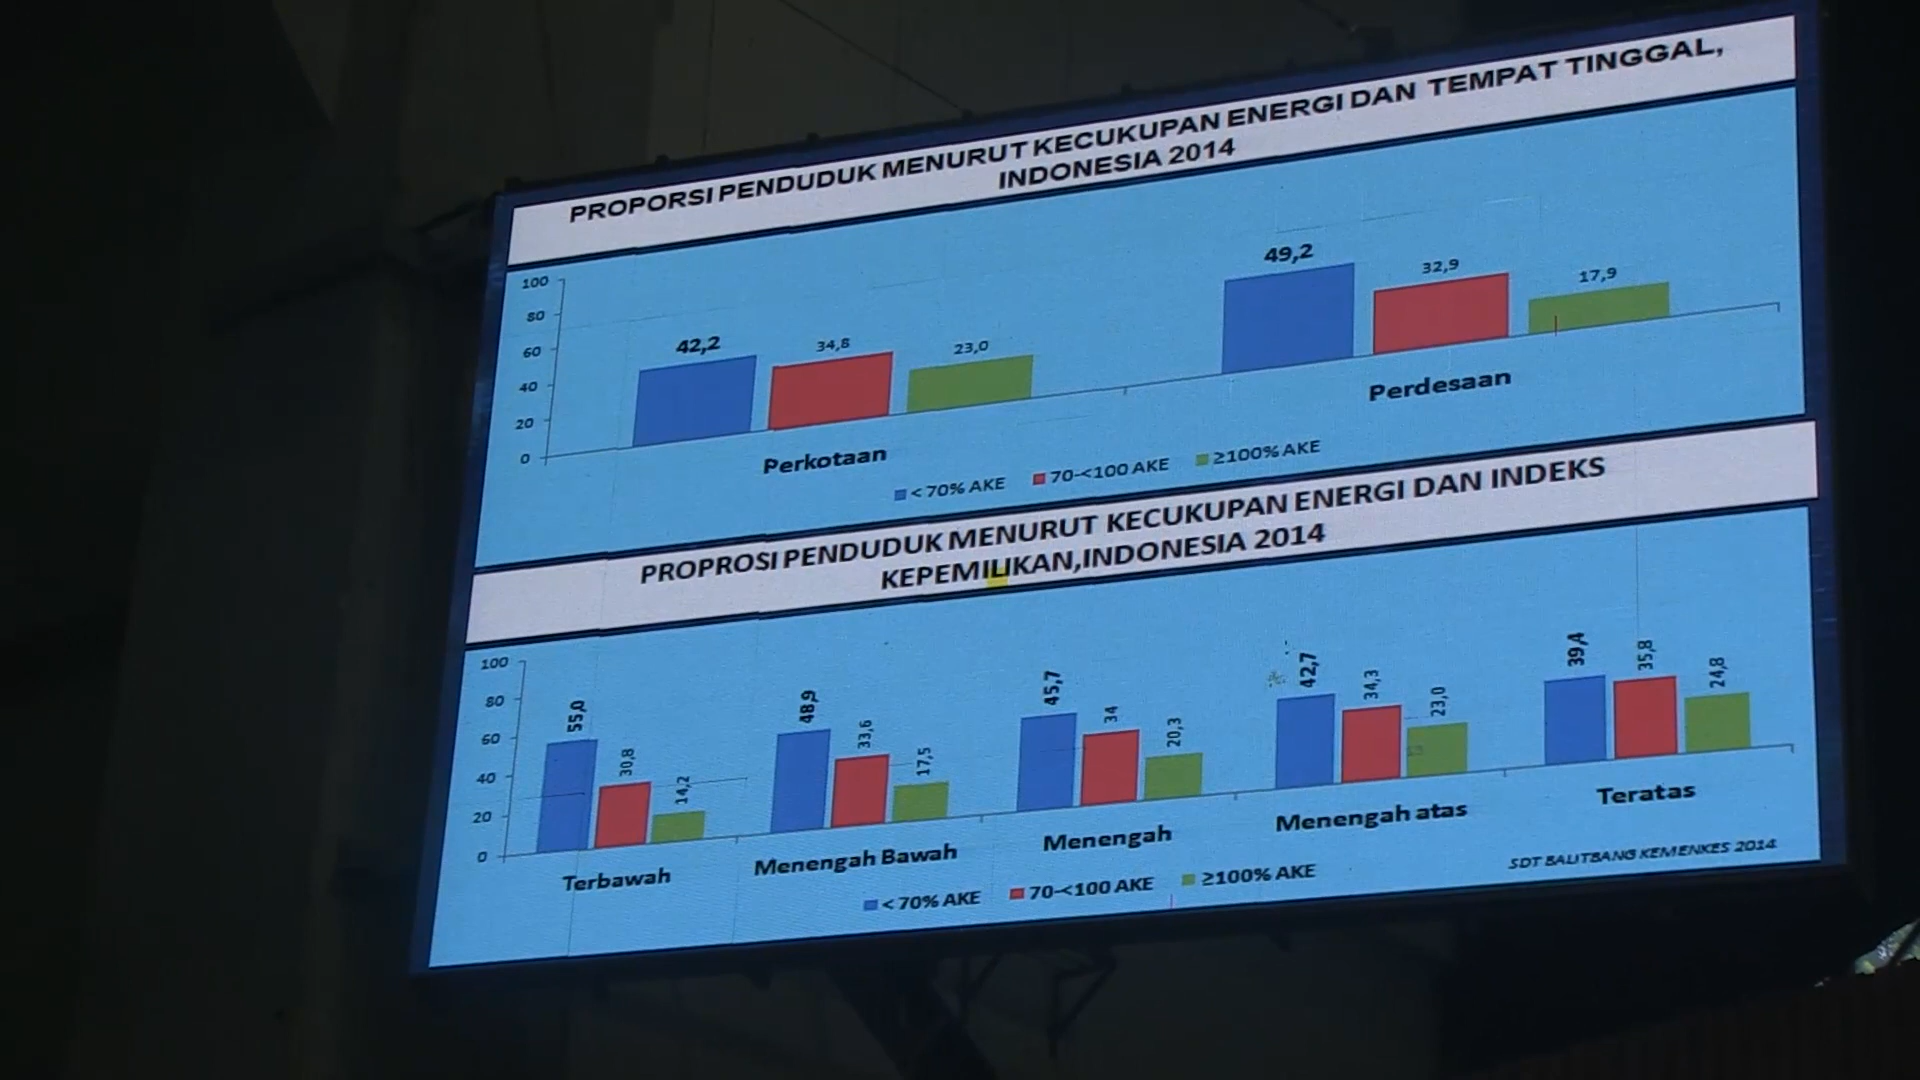 PROPORSI PENDUDUK MENURUT KECUKUPAN ENERGI DAN TEMPAT TINGGAL,
INDONESIA 2014
100
80
60
40
20
0
42,2
34,8
23,0
49,2
32,9
17,9
Perkotaan
Perdesaan
< 70% AKE
70-<100 AKE
≥100% AKE
PROPROSI PENDUDUK MENURUT KECUKUPAN ENERGI DAN INDEKS
KEPEMILIKAN,INDONESIA 2014
100
80
60
40
20
0
55,0
30,8
14,2
48,9
33,6
17,5
45,7
34
20,3
42,7
34,3
23,0
39,4
35,8
24,8
Terbawah
Menengah Bawah
Menengah
Menengah atas
Teratas
< 70% AKE
70-<100 AKE
≥100% AKE
SDT BALITBANG KEMENKES 2014